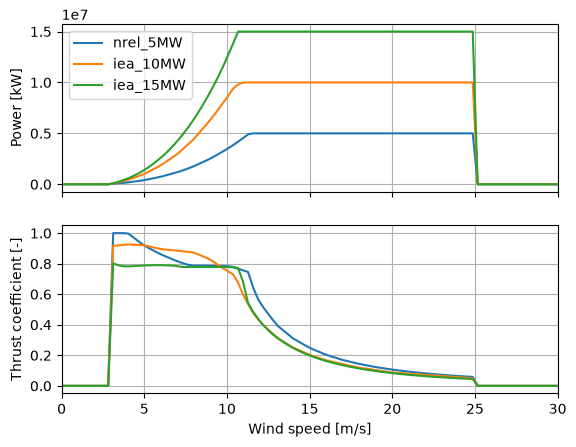 1e7
1.5
1.0
0.5
0.0
Power [kW]
nrel_5MW
iea_10MW
iea_15MW
1.0
0.8
0.6
0.4
0.2
0.0
Thrust coefficient [-]
0 5 10 15 20 25 30
Wind speed [m/s]